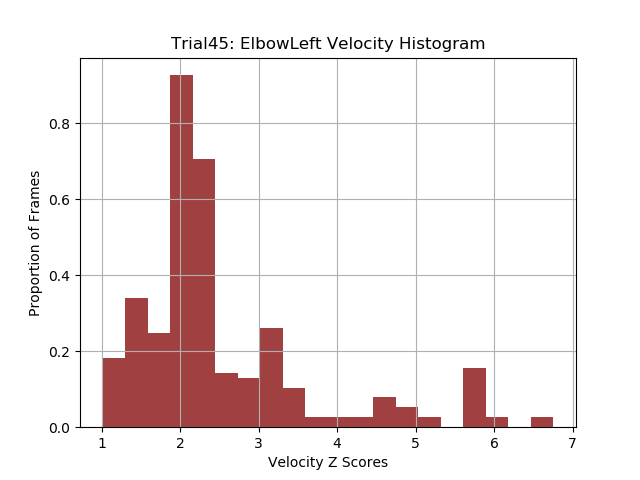 Trial45: ElbowLeft Velocity Histogram
Proportion of Frames
0.8
0.6
0.4
0.2
0.0
1 2 3 4 5 6 7
Velocity Z Scores